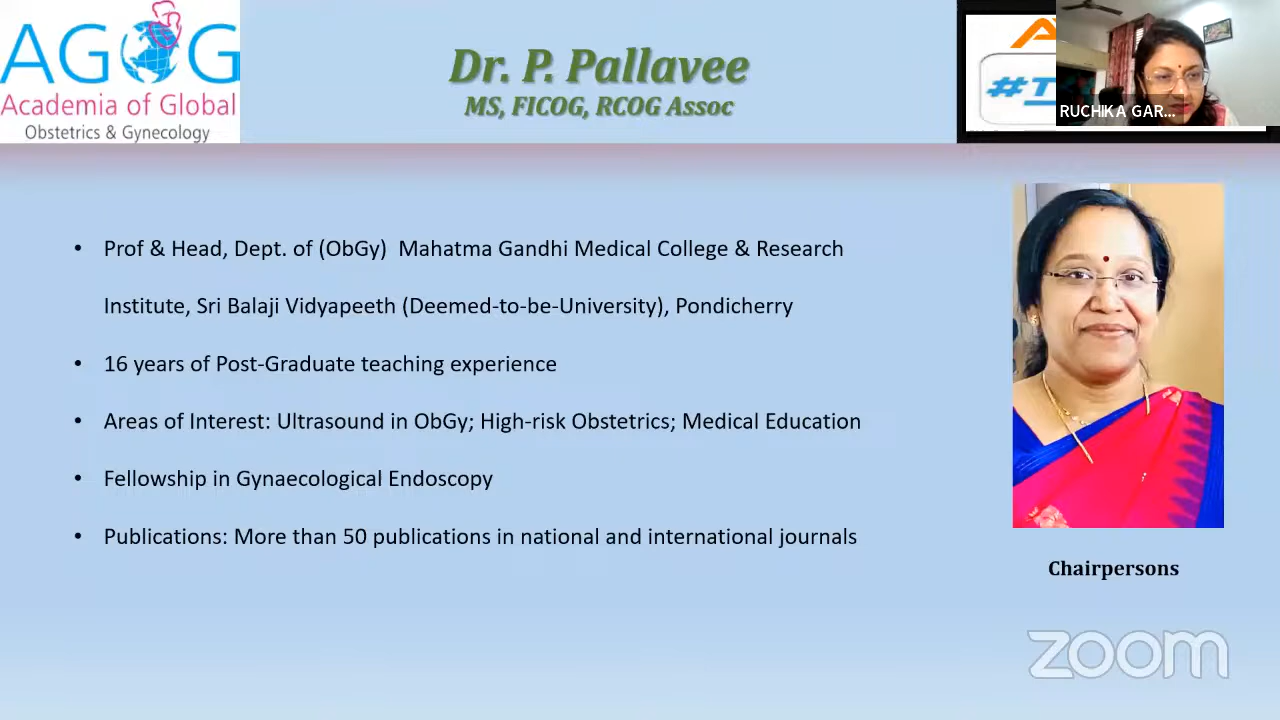 AGOG
Academia of Global
Obstetrics & Gynecology
Dr. P. Pallavee
MS, FICOG, RCOG Assoc
RUCHIKA GAR...
• Prof & Head, Dept. of (ObGy) Mahatma Gandhi Medical College & Research
Institute, Sri Balaji Vidyapeeth (Deemed-to-be-University), Pondicherry
• 16 years of Post-Graduate teaching experience
• Areas of Interest: Ultrasound in ObGy; High-risk Obstetrics; Medical Education
• Fellowship in Gynaecological Endoscopy
• Publications: More than 50 publications in national and international journals
Chairpersons
zoom